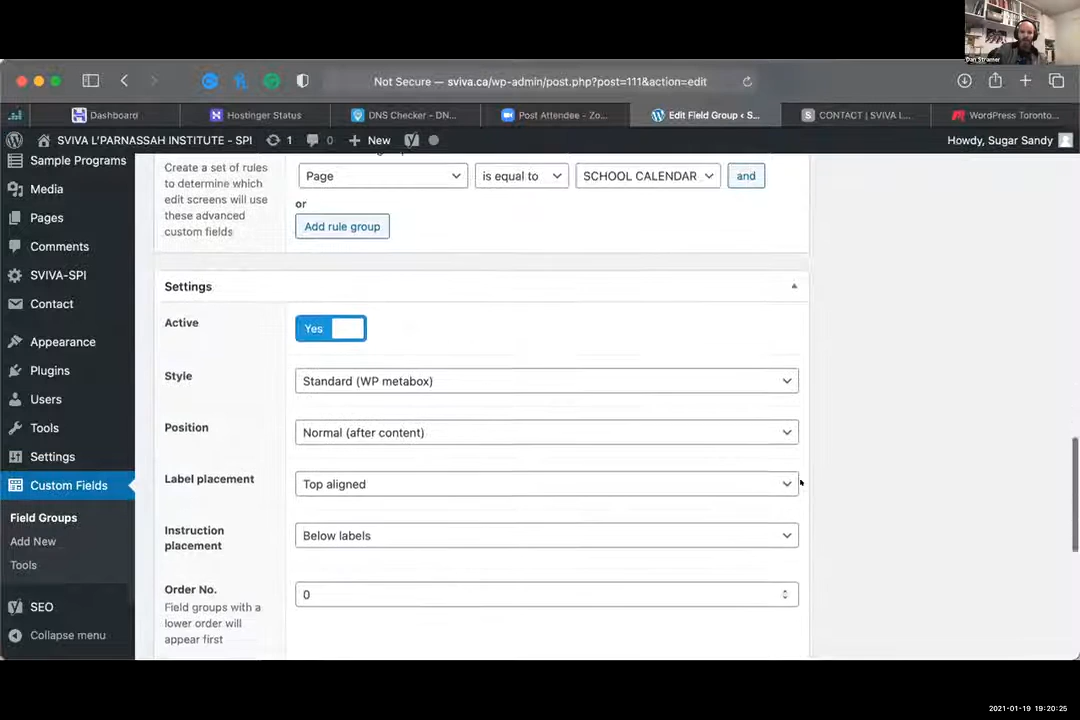 Dan Stramer
Not Secure — sviva.ca/wp-admin/post.php?post=111&action=edit
Dashboard
Hostinger Status
DNS Checker - DN...
Post Attendee - Zo...
Edit Field Group ‹ S...
CONTACT | SVIVA L...
WordPress Toronto...
SVIVA L'PARNASSAH INSTITUTE - SPI
1
0
New
Howdy, Sugar Sandy
Sample Programs
Media
Pages
Comments
SVIVA-SPI
Contact
Appearance
Plugins
Users
Tools
Settings
Custom Fields
Field Groups
Add New
Tools
SEO
Collapse menu
Create a set of rules
to determine which
edit screens will use
these advanced
custom fields
Page
is equal to
SCHOOL CALENDAR
and
or
Add rule group
Settings
Active
Yes
Style
Standard (WP metabox)
Position
Normal (after content)
Label placement
Top aligned
Instruction
placement
Below labels
Order No.
Field groups with a
lower order will
appear first
0
2021-01-19 19:20:25